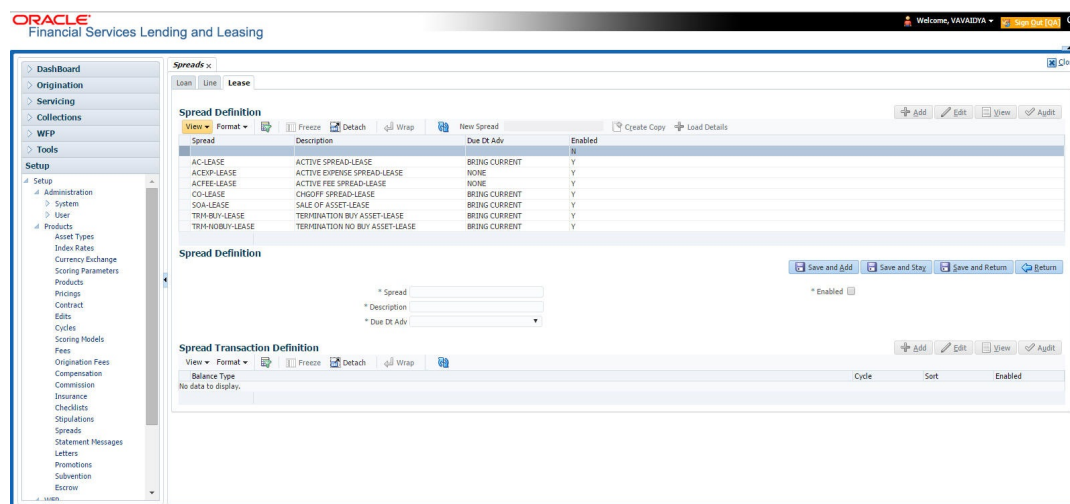 ORACLE
Financial Services Lending and Leasing
Welcome, VAVAIDYA
Sign Out [QA]
DashBoard
Origination
Servicing
Collections
WFP
Tools
Setup
Setup
Administration
System
User
Products
Asset Types
Index Rates
Currency Exchange
Scoring Parameters
Products
Pricings
Contract
Edits
Cycles
Scoring Models
Fees
Origination Fees
Compensation
Commission
Insurance
Checklists
Stipulations
Spreads
Statement Messages
Letters
Promotions
Subvention
Escrow
WFP
Spreads x
Clo
Loan Line Lease
Spread Definition
Add Edit View Audit
View Format Freeze Detach Wrap New Spread Create Copy Load Details
Spread Description Due Dt Adv Enabled
N
AC-LEASE ACTIVE SPREAD-LEASE BRING CURRENT Y
ACEXP-LEASE ACTIVE EXPENSE SPREAD-LEASE NONE Y
ACFEE-LEASE ACTIVE FEE SPREAD-LEASE NONE Y
CO-LEASE CHGOFF SPREAD-LEASE BRING CURRENT Y
SOA-LEASE SALE OF ASSET-LEASE BRING CURRENT Y
TRM-BUY-LEASE TERMINATION BUY ASSET-LEASE BRING CURRENT Y
TRM-NOBUY-LEASE TERMINATION NO BUY ASSET-LEASE BRING CURRENT Y
Spread Definition
Save and Add Save and Stay Save and Return Return
* Spread
* Enabled
* Description
* Due Dt Adv
Spread Transaction Definition
Add Edit View Audit
View Format Freeze Detach Wrap
Balance Type Cycle Sort Enabled
No data to display.